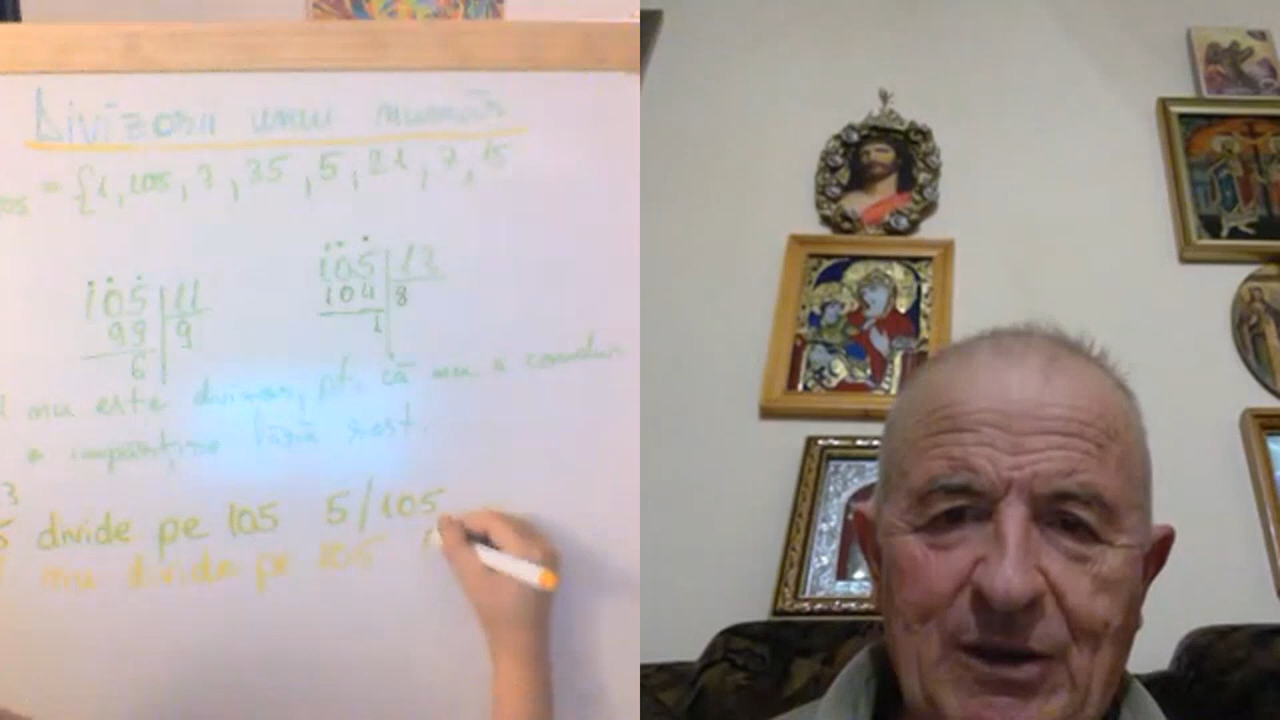 Divizorii unui număr
= {1, 105, 3, 35, 5, 21, 7, 15
105 | 11
99 | 9
6
105 | 13
104 | 8
1
nu este divizor, pt. că nu a condus
o împărțire fără rest.
3
5 divide pe 105 5/105
nu divide pe 105